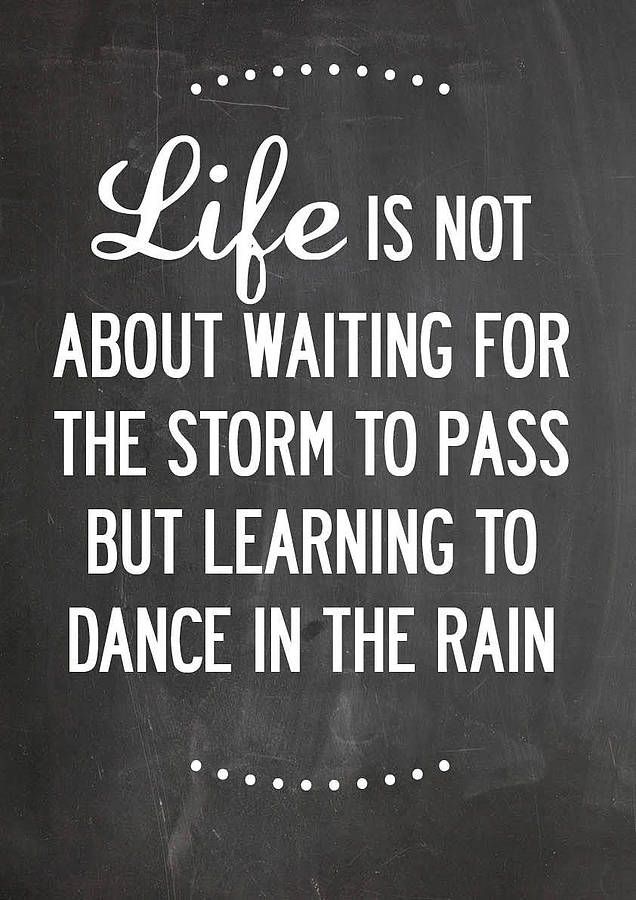 Life IS NOT
ABOUT WAITING FOR
THE STORM TO PASS
BUT LEARNING TO
DANCE IN THE RAIN